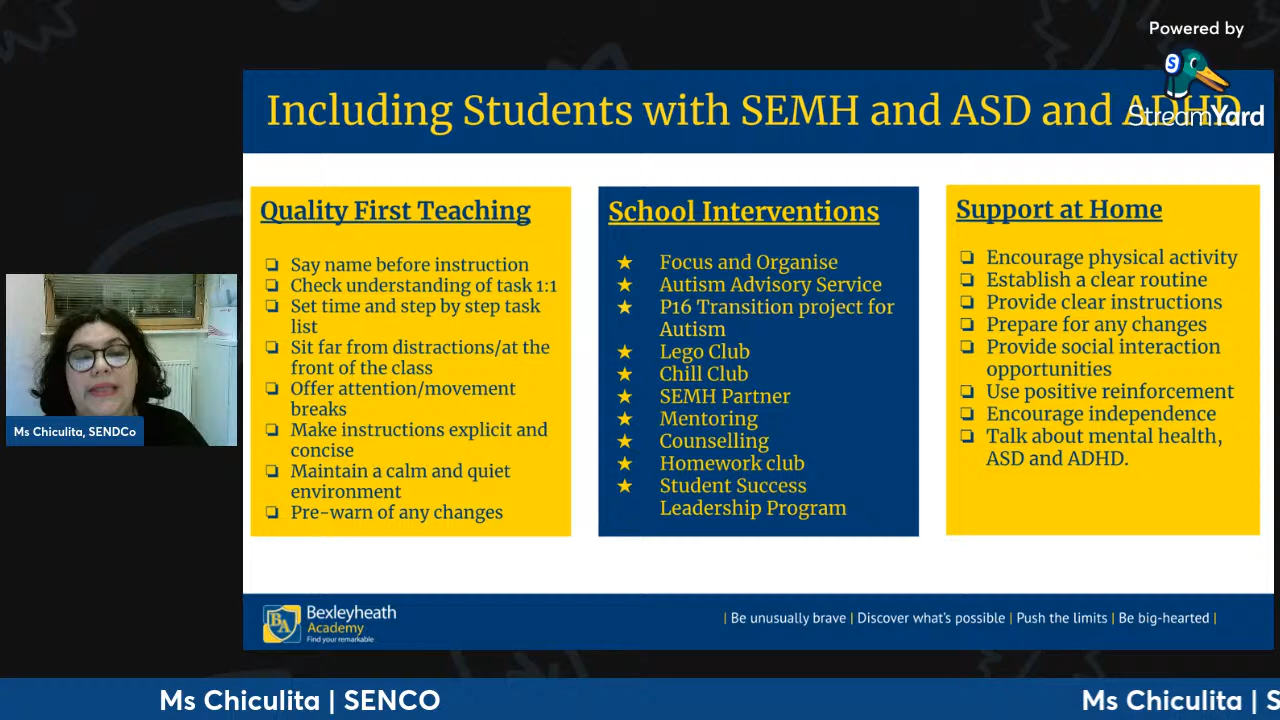 Powered by
StreamYard
Including Students with SEMH and ASD and ADHD
Quality First Teaching
Say name before instruction
Check understanding of task 1:1
Set time and step by step task
list
Sit far from distractions/at the
front of the class
Offer attention/movement
breaks
Make instructions explicit and
concise
Maintain a calm and quiet
environment
Pre-warn of any changes
School Interventions
Focus and Organise
Autism Advisory Service
P16 Transition project for
Autism
Lego Club
Chill Club
SEMH Partner
Mentoring
Counselling
Homework club
Student Success
Leadership Program
Support at Home
Encourage physical activity
Establish a clear routine
Provide clear instructions
Prepare for any changes
Provide social interaction
opportunities
Use positive reinforcement
Encourage independence
Talk about mental health,
ASD and ADHD.
Ms Chiculita, SENDCo
BA
Bexleyheath
Academy
Find your remarkable
| Be unusually brave | Discover what's possible | Push the limits | Be big-hearted |
Ms Chiculita | SENCO
Ms Chiculita | S